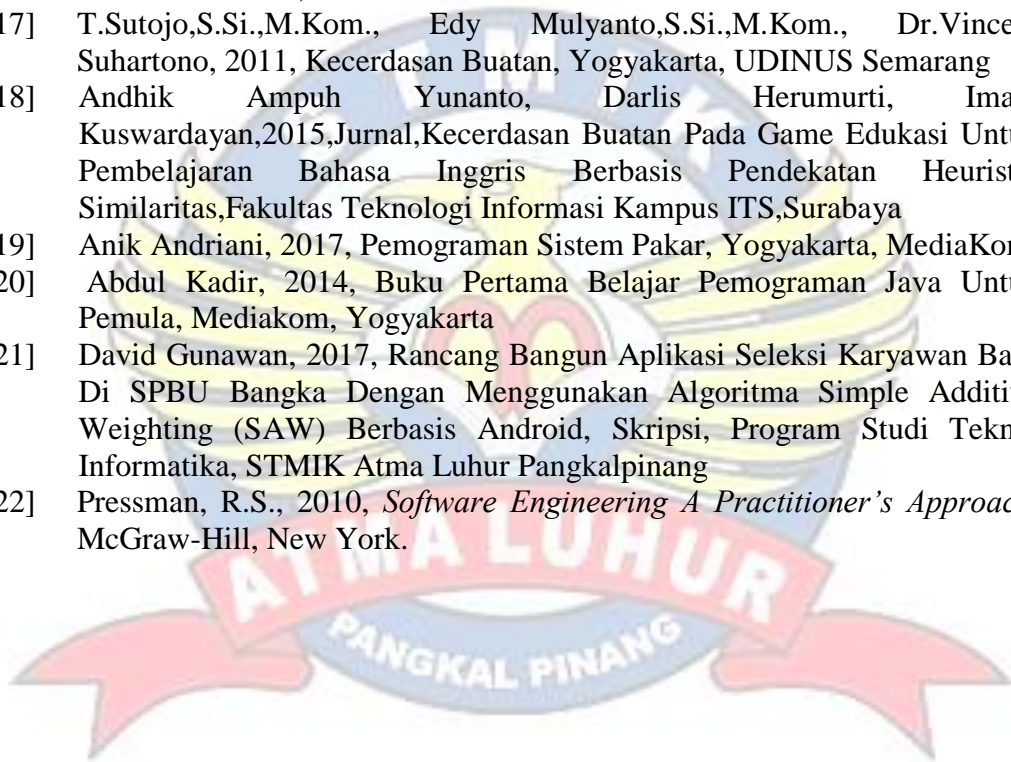 17] T.Sutojo,S.Si.,M.Kom., Edy Mulyanto,S.Si.,M.Kom., Dr.Vince
Suhartono, 2011, Kecerdasan Buatan, Yogyakarta, UDINUS Semarang
18] Andhik Ampuh Yunanto, Darlis Herumurti, Ima
Kuswardayan,2015,Jurnal,Kecerdasan Buatan Pada Game Edukasi Untu
Pembelajaran Bahasa Inggris Berbasis Pendekatan Heurist
Similaritas,Fakultas Teknologi Informasi Kampus ITS,Surabaya
19] Anik Andriani, 2017, Pemograman Sistem Pakar, Yogyakarta, MediaKo
20] Abdul Kadir, 2014, Buku Pertama Belajar Pemograman Java Untu
Pemula, Mediakom, Yogyakarta
21] David Gunawan, 2017, Rancang Bangun Aplikasi Seleksi Karyawan Ba
Di SPBU Bangka Dengan Menggunakan Algoritma Simple Additi
Weighting (SAW) Berbasis Android, Skripsi, Program Studi Tekn
Informatika, STMIK Atma Luhur Pangkalpinang
22] Pressman, R.S., 2010, Software Engineering A Practitioner's Approac
McGraw-Hill, New York.
STMIK
ATMA LUHUR
PANGKAL PINANG